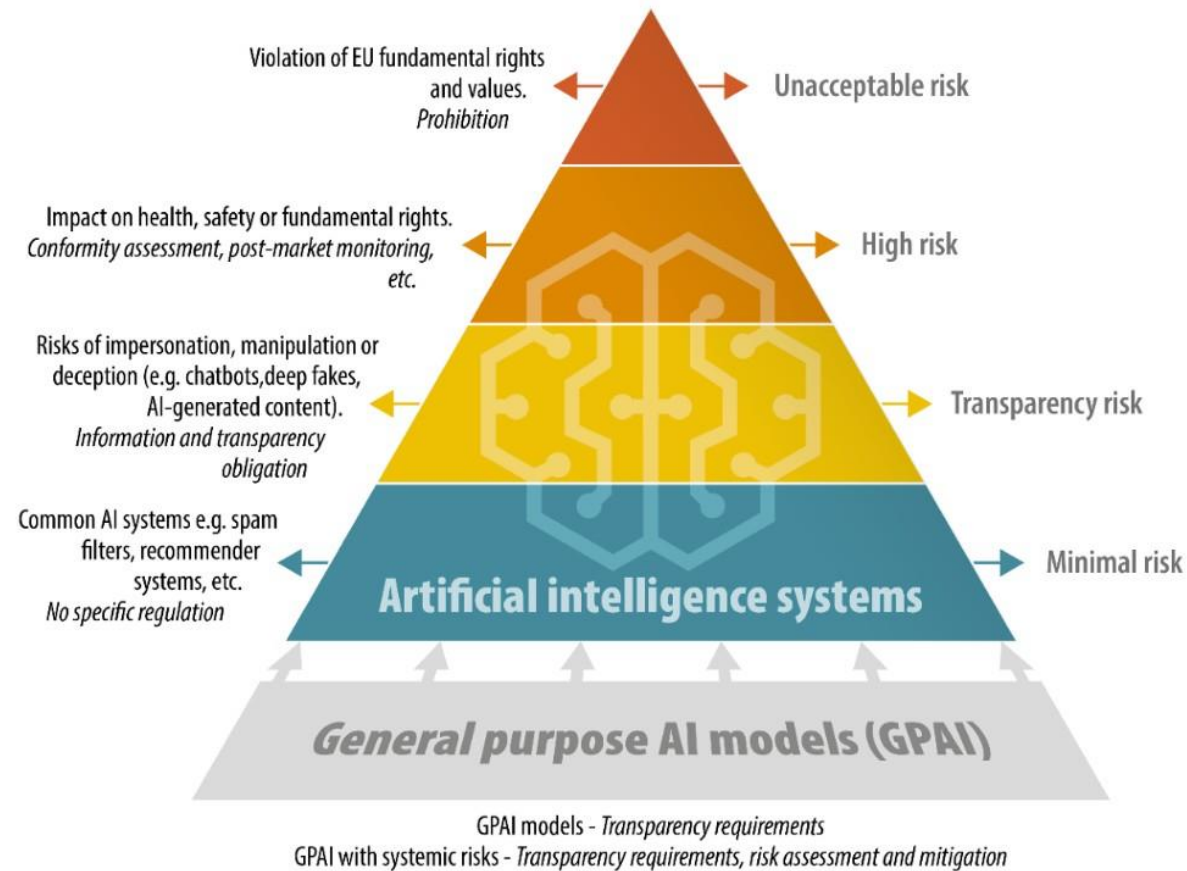 Violation of EU fundamental rights
and values.
Prohibition
Unacceptable risk
Impact on health, safety or fundamental rights.
Conformity assessment, post-market monitoring,
etc.
High risk
Risks of impersonation, manipulation or
deception (e.g. chatbots,deep fakes,
AI-generated content).
Information and transparency
obligation
Transparency risk
Common AI systems e.g. spam
filters, recommender
systems, etc.
No specific regulation
Minimal risk
Artificial intelligence systems
General purpose AI models (GPAI)
GPAI models - Transparency requirements
GPAI with systemic risks - Transparency requirements, risk assessment and mitigation